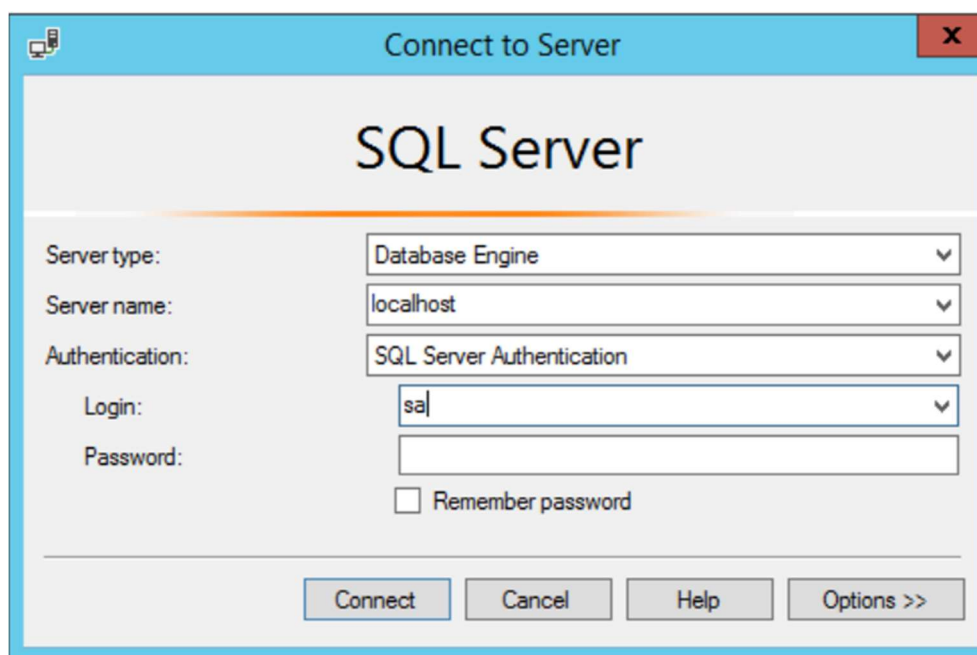 Connect to Server
x
SQL Server
Server type: Database Engine
Server name: localhost
Authentication: SQL Server Authentication
Login: sa
Password:
Remember password
Connect Cancel Help Options >>